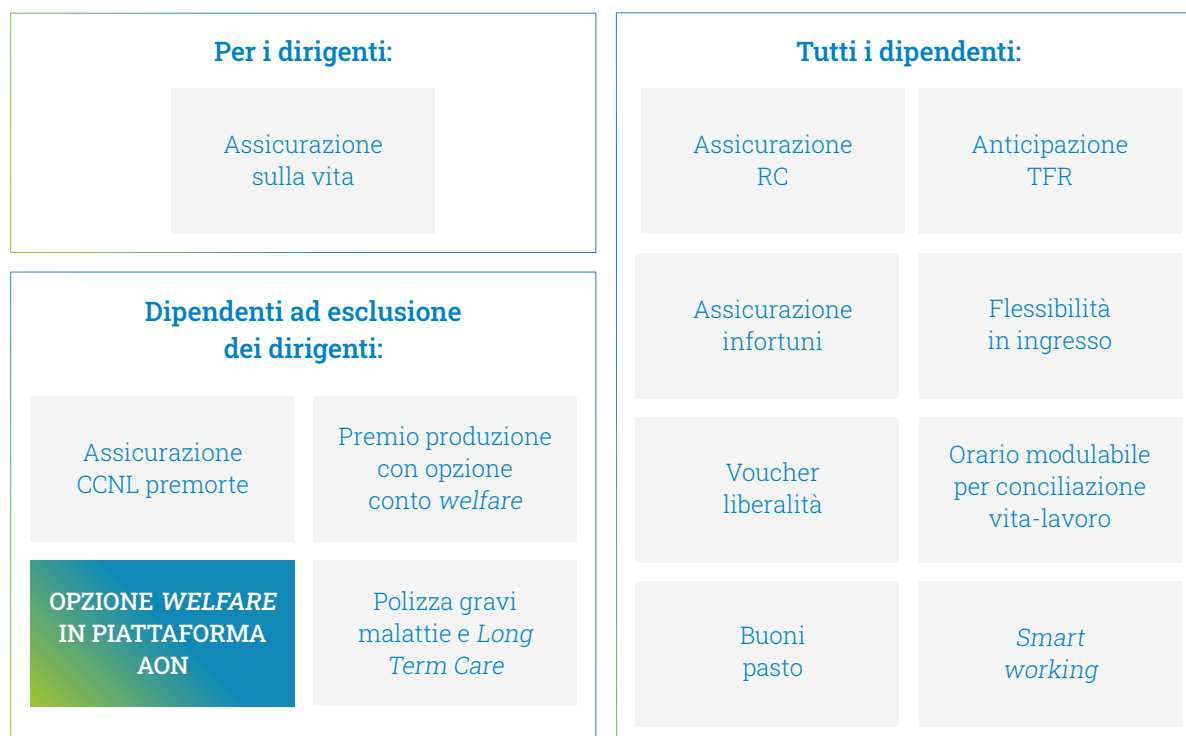 Per i dirigenti:
Assicurazione
sulla vita
Dipendenti ad esclusione
dei dirigenti:
Assicurazione
CCNL premorte
Premio produzione
con opzione
conto welfare
OPZIONE WELFARE
IN PIATTAFORMA
AON
Polizza gravi
malattie e Long
Term Care
Tutti i dipendenti:
Assicurazione
RC
Anticipazione
TFR
Assicurazione
infortuni
Flessibilità
in ingresso
Voucher
liberalità
Orario modulabile
per conciliazione
vita-lavoro
Buoni
pasto
Smart
working